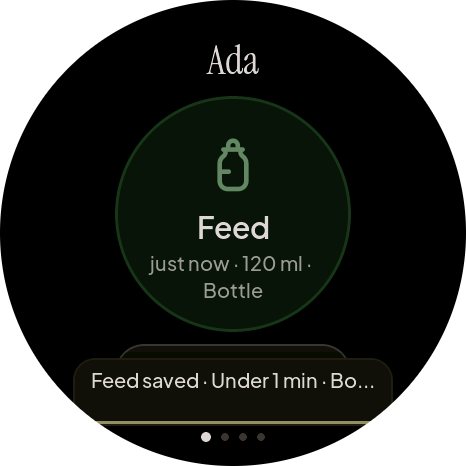 Ada
Feed
just now · 120 ml ·
Bottle
Feed saved · Under 1 min · Bo...